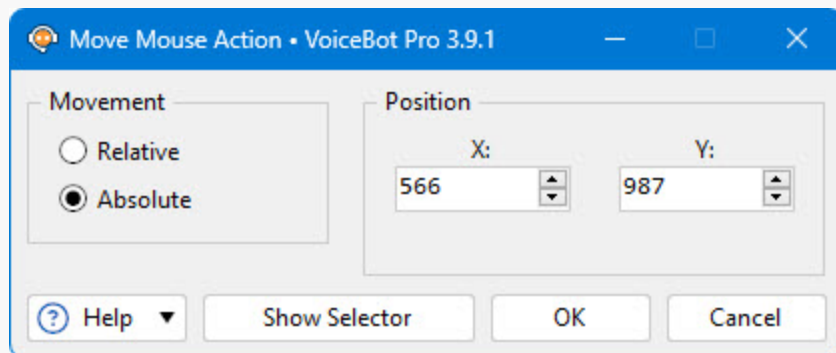 Move Mouse Action • VoiceBot Pro 3.9.1
Movement
Relative
Absolute
Position
X:
Y:
566
987
Help
Show Selector
OK
Cancel